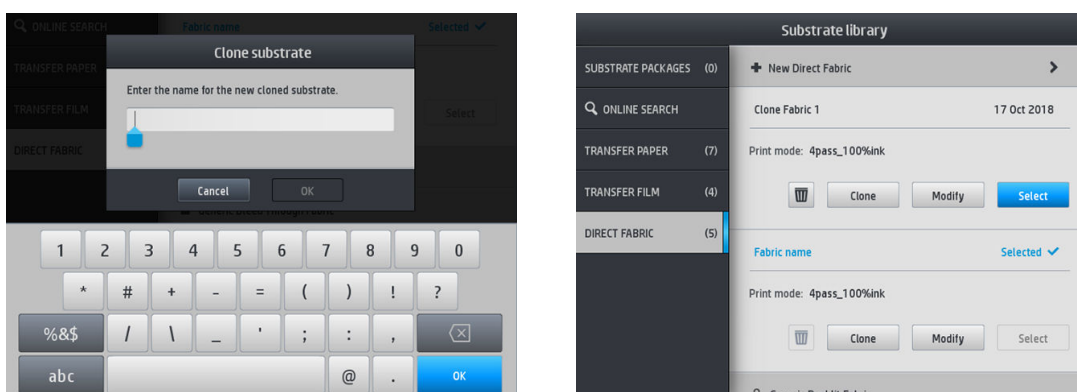 ONLINE SEARCH
Fabric name
Selected
Clone substrate
TRANSFER PAPER
Enter the name for the new cloned substrate.
TRANSFER FILM
Select
DIRECT FABRIC
Cancel
OK
Generic Bleed Through Fabric
1 2 3 4 5 6 7 8 9 0
* # + - = ( ) ! ?
%&$ / \ _ ' ; : ,
abc @ . OK
Substrate library
SUBSTRATE PACKAGES (0)
New Direct Fabric
ONLINE SEARCH
Clone Fabric 1 17 Oct 2018
TRANSFER PAPER (7)
Print mode: 4pass_100%ink
TRANSFER FILM (4)
Clone Modify Select
DIRECT FABRIC (5)
Fabric name Selected
Print mode: 4pass_100%ink
Clone Modify Select